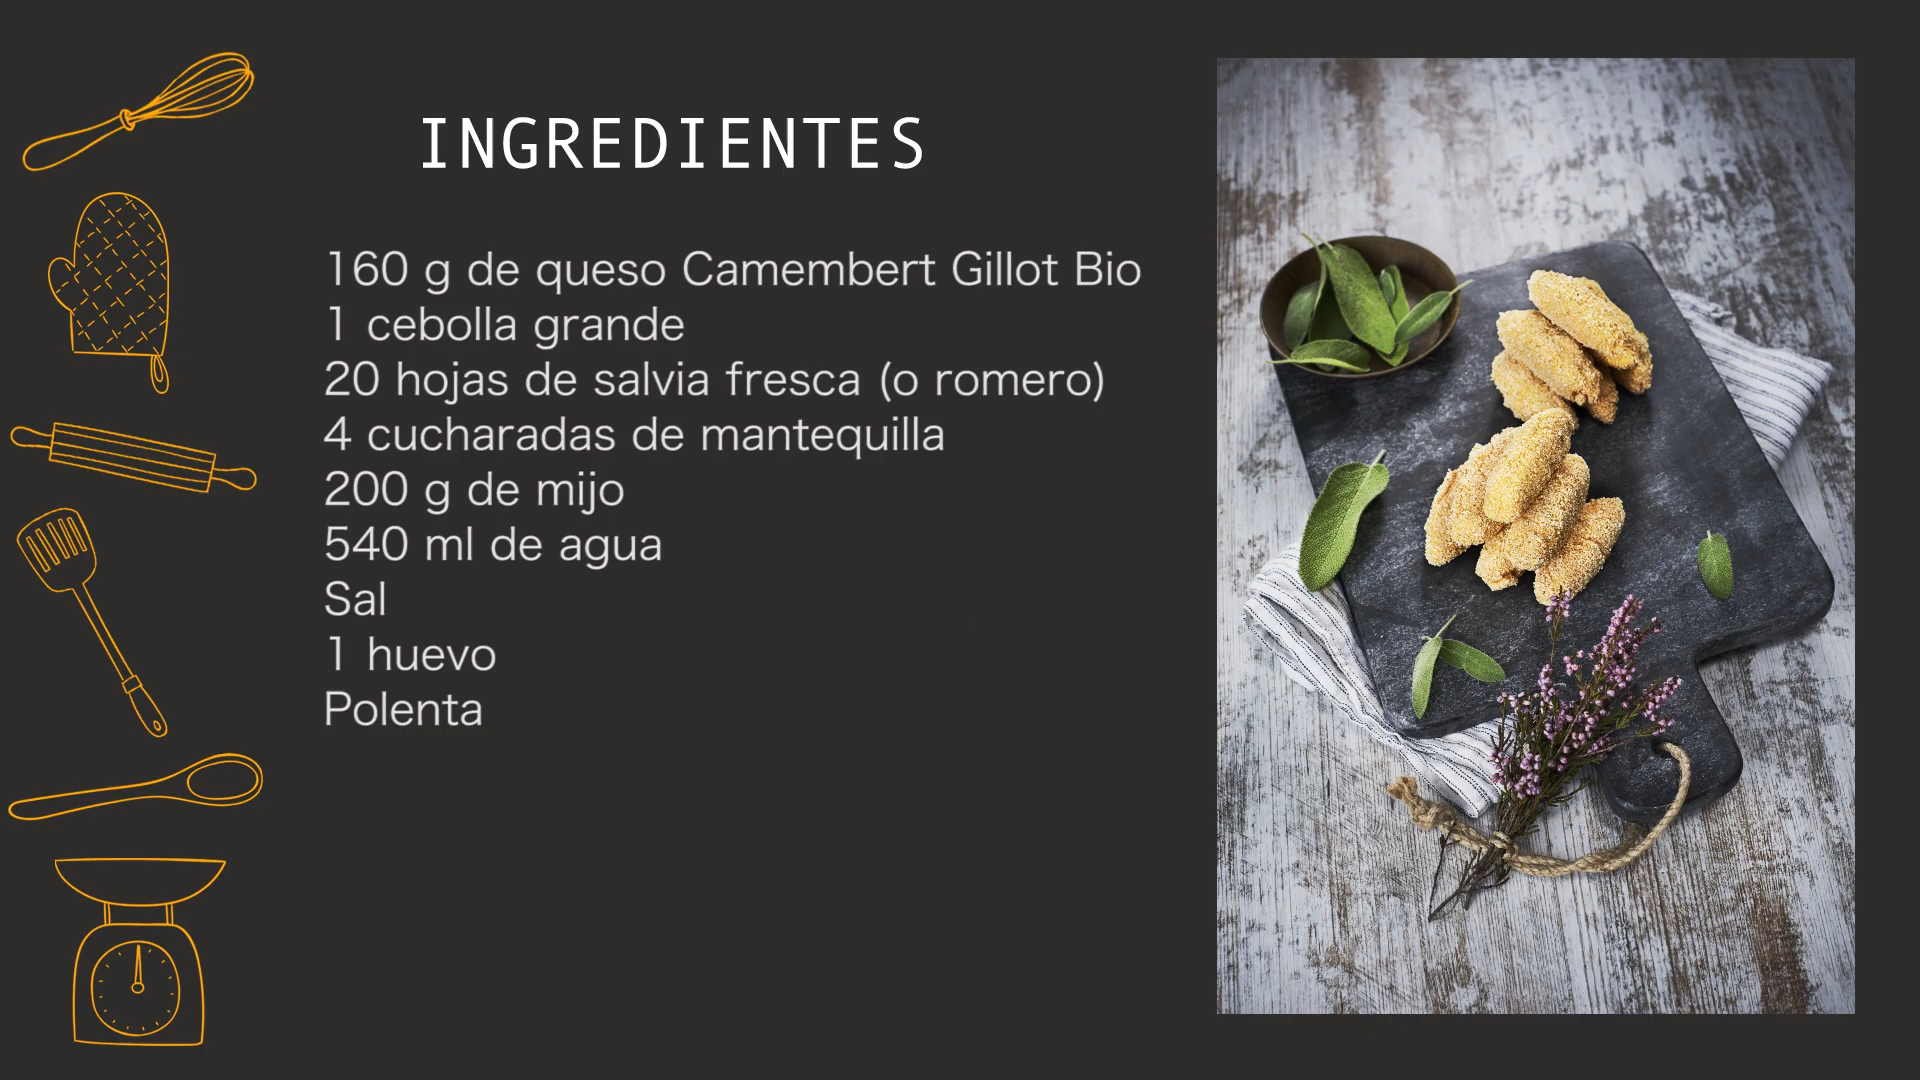 INGREDIENTES
160 g de queso Camembert Gillot Bio
1 cebolla grande
20 hojas de salvia fresca (o romero)
4 cucharadas de mantequilla
200 g de mijo
540 ml de agua
Sal
1 huevo
Polenta